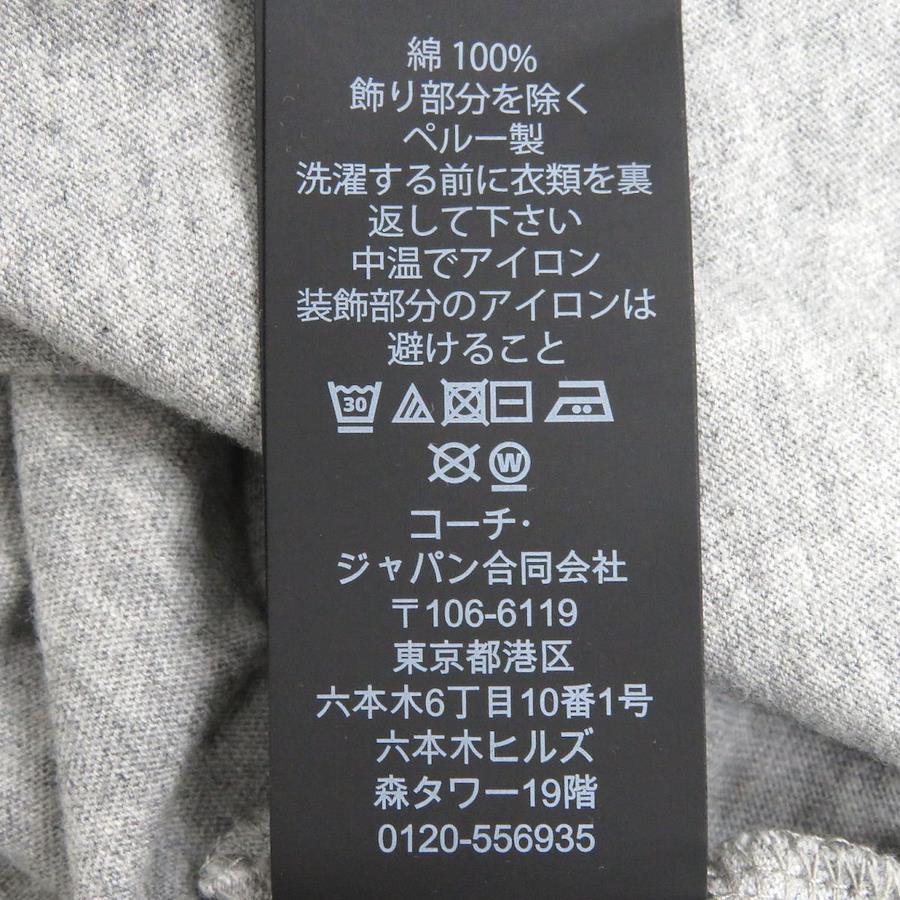 綿 100%
飾り部分を除く
ペルー製
洗濯する前に衣類を裏
返して下さい
中温でアイロン
装飾部分のアイロンは
避けること
30
W
コーチ・
ジャパン合同会社
〒106-6119
東京都港区
六本木6丁目10番1号
六本木ヒルズ
森タワー19階
0120-556935